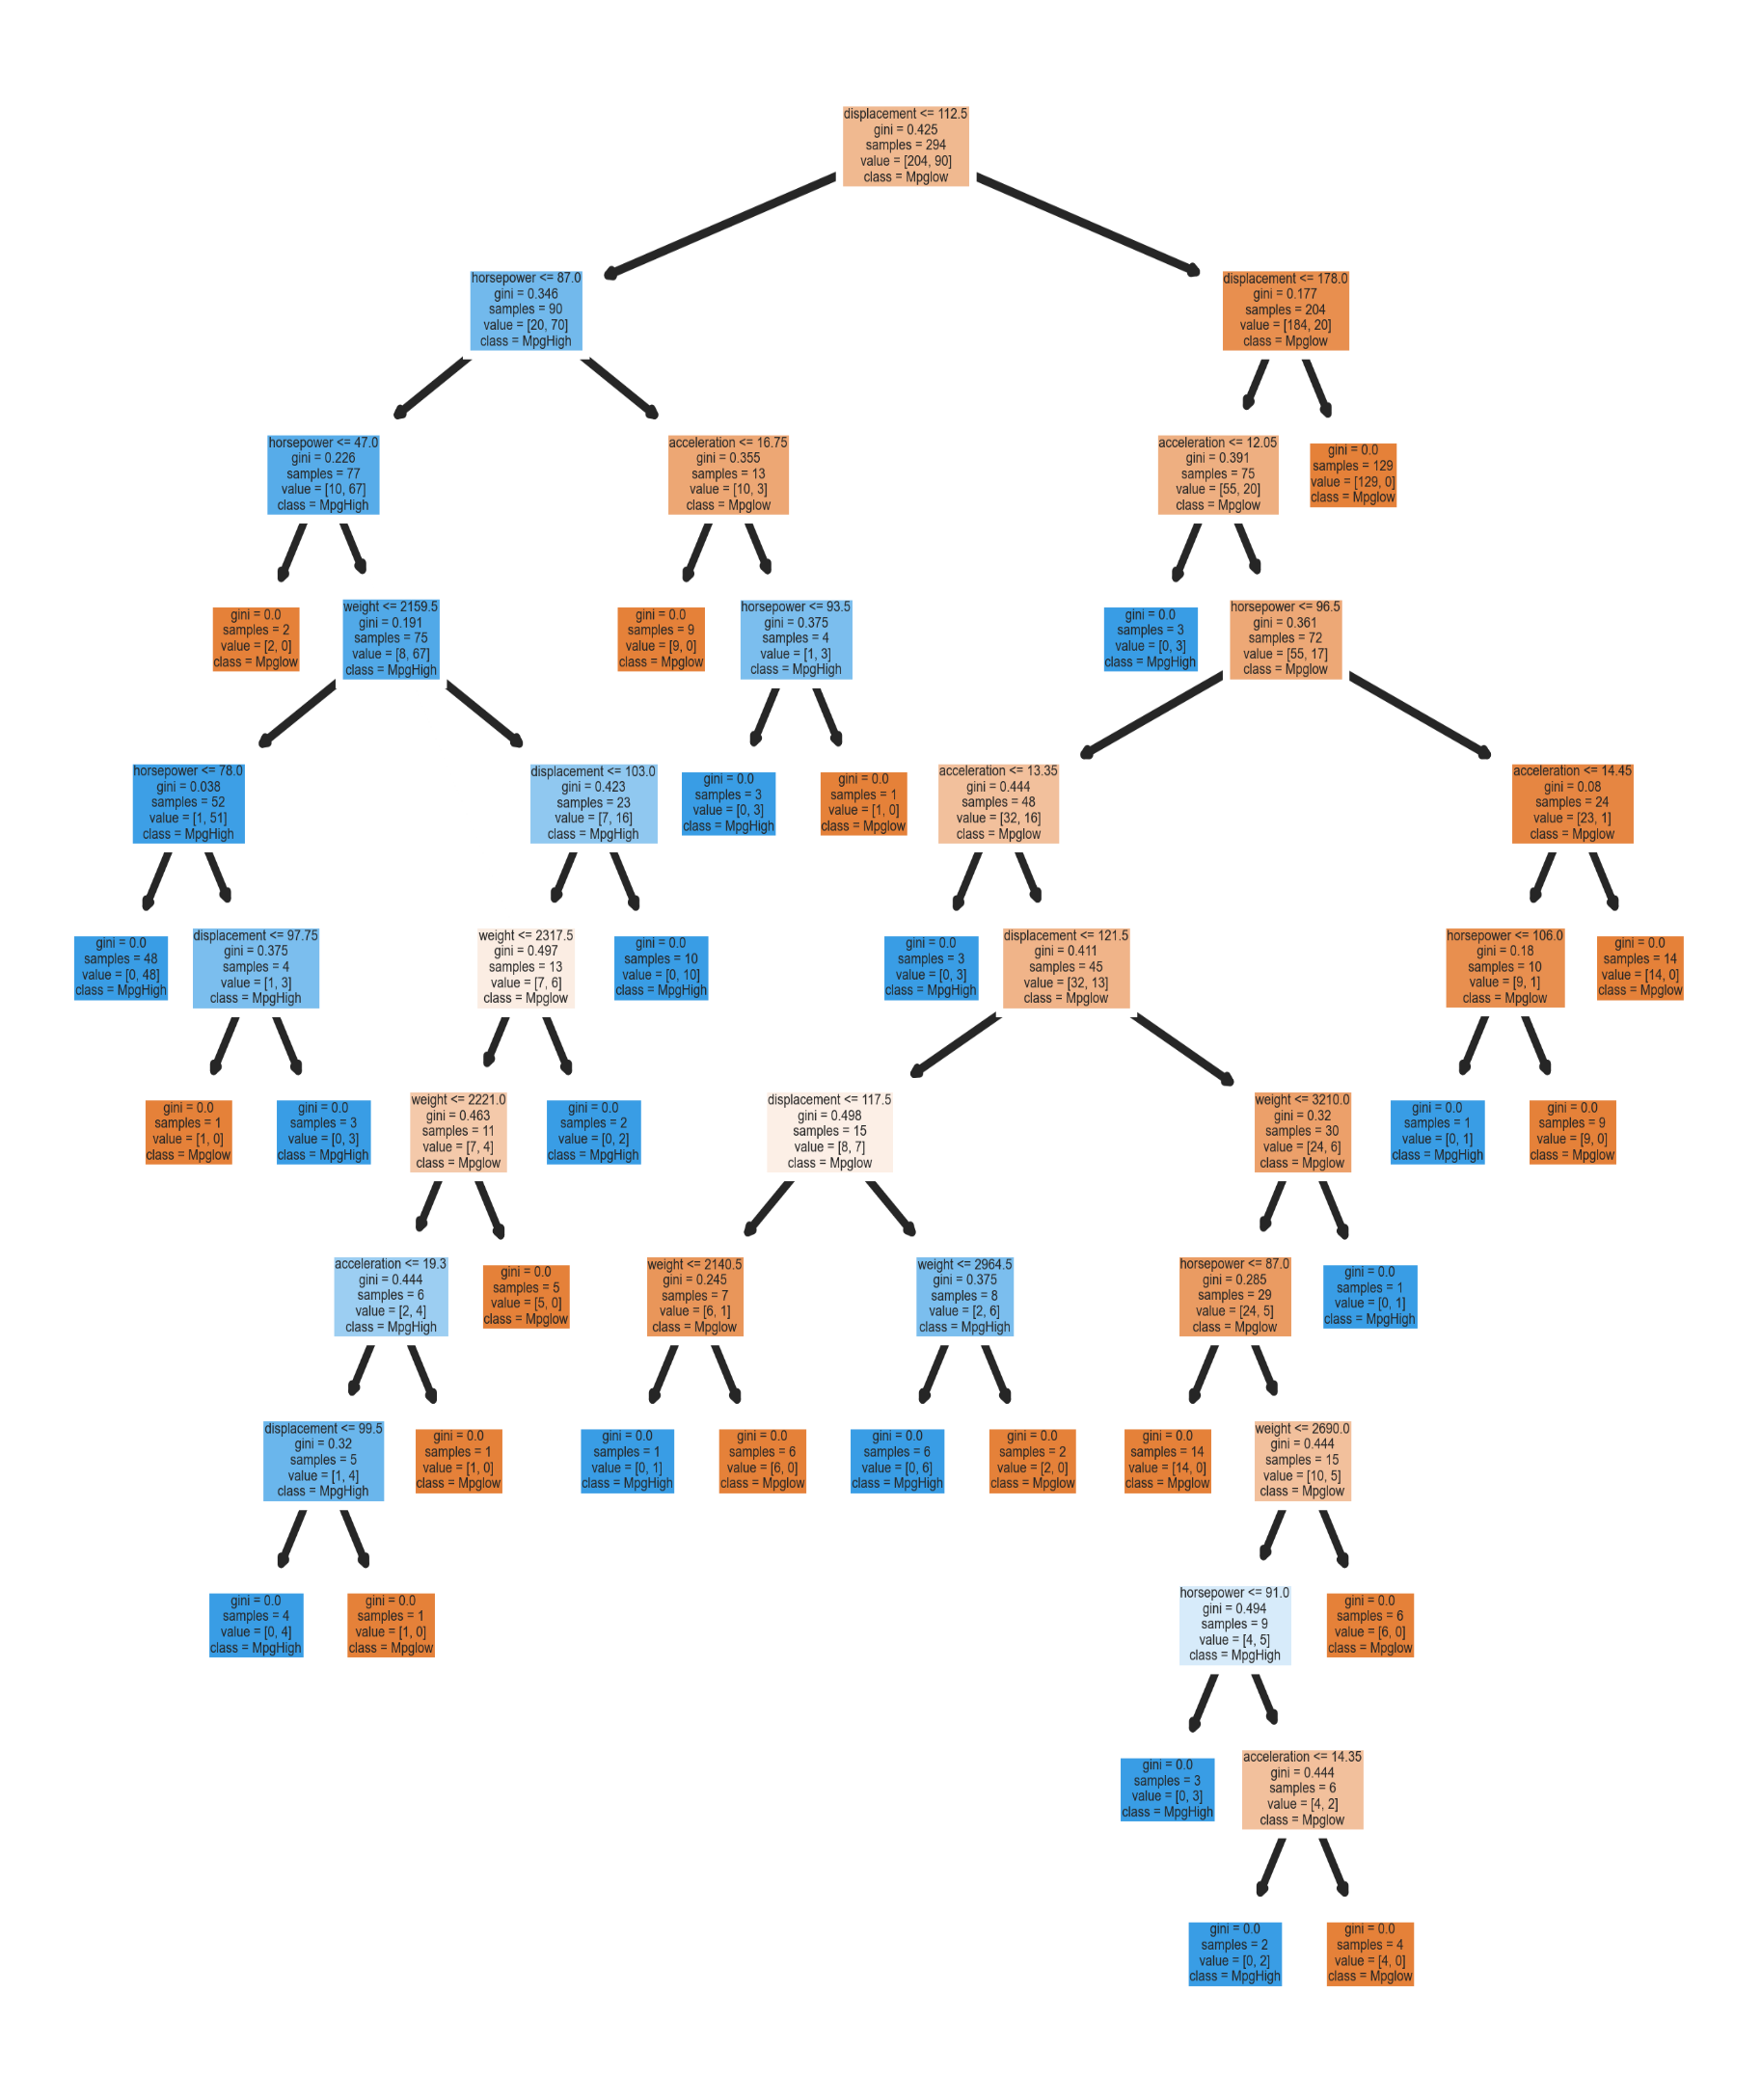 displacement <= 112.5
gini = 0.425
samples = 294
value = [204, 90]
class = Mpglow
horsepower <= 87.0
gini = 0.346
samples = 90
value = [20, 70]
class = MpgHigh
displacement <= 178.0
gini = 0.177
samples = 204
value = [184, 20]
class = Mpglow
horsepower <= 47.0
gini = 0.226
samples = 77
value = [10, 67]
class = MpgHigh
acceleration <= 16.75
gini = 0.355
samples = 13
value = [10, 3]
class = Mpglow
acceleration <= 12.05
gini = 0.391
samples = 75
value = [55, 20]
class = Mpglow
gini = 0.0
samples = 129
value = [129, 0]
class = Mpglow
gini = 0.0
samples = 2
value = [2, 0]
class = Mpglow
weight <= 2159.5
gini = 0.191
samples = 75
value = [8, 67]
class = MpgHigh
gini = 0.0
samples = 9
value = [9, 0]
class = Mpglow
horsepower <= 93.5
gini = 0.375
samples = 4
value = [1, 3]
class = MpgHigh
gini = 0.0
samples = 3
value = [0, 3]
class = MpgHigh
horsepower <= 96.5
gini = 0.361
samples = 72
value = [55, 17]
class = Mpglow
horsepower <= 78.0
gini = 0.038
samples = 52
value = [1, 51]
class = MpgHigh
displacement <= 103.0
gini = 0.423
samples = 23
value = [7, 16]
class = MpgHigh
gini = 0.0
samples = 3
value = [0, 3]
class = MpgHigh
gini = 0.0
samples = 1
value = [1, 0]
class = Mpglow
acceleration <= 13.35
gini = 0.444
samples = 48
value = [32, 16]
class = Mpglow
acceleration <= 14.45
gini = 0.08
samples = 24
value = [23, 1]
class = Mpglow
gini = 0.0
samples = 48
value = [0, 48]
class = MpgHigh
displacement <= 97.75
gini = 0.375
samples = 4
value = [1, 3]
class = MpgHigh
weight <= 2317.5
gini = 0.497
samples = 13
value = [7, 6]
class = Mpglow
gini = 0.0
samples = 10
value = [0, 10]
class = MpgHigh
gini = 0.0
samples = 3
value = [0, 3]
class = MpgHigh
displacement <= 121.5
gini = 0.411
samples = 45
value = [32, 13]
class = Mpglow
horsepower <= 106.0
gini = 0.18
samples = 10
value = [9, 1]
class = Mpglow
gini = 0.0
samples = 14
value = [14, 0]
class = Mpglow
gini = 0.0
samples = 1
value = [1, 0]
class = Mpglow
gini = 0.0
samples = 3
value = [0, 3]
class = MpgHigh
weight <= 2221.0
gini = 0.463
samples = 11
value = [7, 4]
class = Mpglow
gini = 0.0
samples = 2
value = [0, 2]
class = MpgHigh
displacement <= 117.5
gini = 0.498
samples = 15
value = [8, 7]
class = Mpglow
weight <= 3210.0
gini = 0.32
samples = 30
value = [24, 6]
class = Mpglow
gini = 0.0
samples = 1
value = [0, 1]
class = MpgHigh
gini = 0.0
samples = 9
value = [9, 0]
class = Mpglow
acceleration <= 19.3
gini = 0.444
samples = 6
value = [2, 4]
class = MpgHigh
gini = 0.0
samples = 5
value = [5, 0]
class = Mpglow
weight <= 2140.5
gini = 0.245
samples = 7
value = [6, 1]
class = Mpglow
weight <= 2964.5
gini = 0.375
samples = 8
value = [2, 6]
class = MpgHigh
horsepower <= 87.0
gini = 0.285
samples = 29
value = [24, 5]
class = Mpglow
gini = 0.0
samples = 1
value = [0, 1]
class = MpgHigh
displacement <= 99.5
gini = 0.32
samples = 5
value = [1, 4]
class = MpgHigh
gini = 0.0
samples = 1
value = [1, 0]
class = Mpglow
gini = 0.0
samples = 1
value = [0, 1]
class = MpgHigh
gini = 0.0
samples = 6
value = [6, 0]
class = Mpglow
gini = 0.0
samples = 6
value = [0, 6]
class = MpgHigh
gini = 0.0
samples = 2
value = [2, 0]
class = Mpglow
gini = 0.0
samples = 14
value = [14, 0]
class = Mpglow
weight <= 2690.0
gini = 0.444
samples = 15
value = [10, 5]
class = Mpglow
gini = 0.0
samples = 4
value = [0, 4]
class = MpgHigh
gini = 0.0
samples = 1
value = [1, 0]
class = Mpglow
horsepower <= 91.0
gini = 0.494
samples = 9
value = [4, 5]
class = MpgHigh
gini = 0.0
samples = 6
value = [6, 0]
class = Mpglow
gini = 0.0
samples = 3
value = [0, 3]
class = MpgHigh
acceleration <= 14.35
gini = 0.444
samples = 6
value = [4, 2]
class = Mpglow
gini = 0.0
samples = 2
value = [0, 2]
class = MpgHigh
gini = 0.0
samples = 4
value = [4, 0]
class = Mpglow